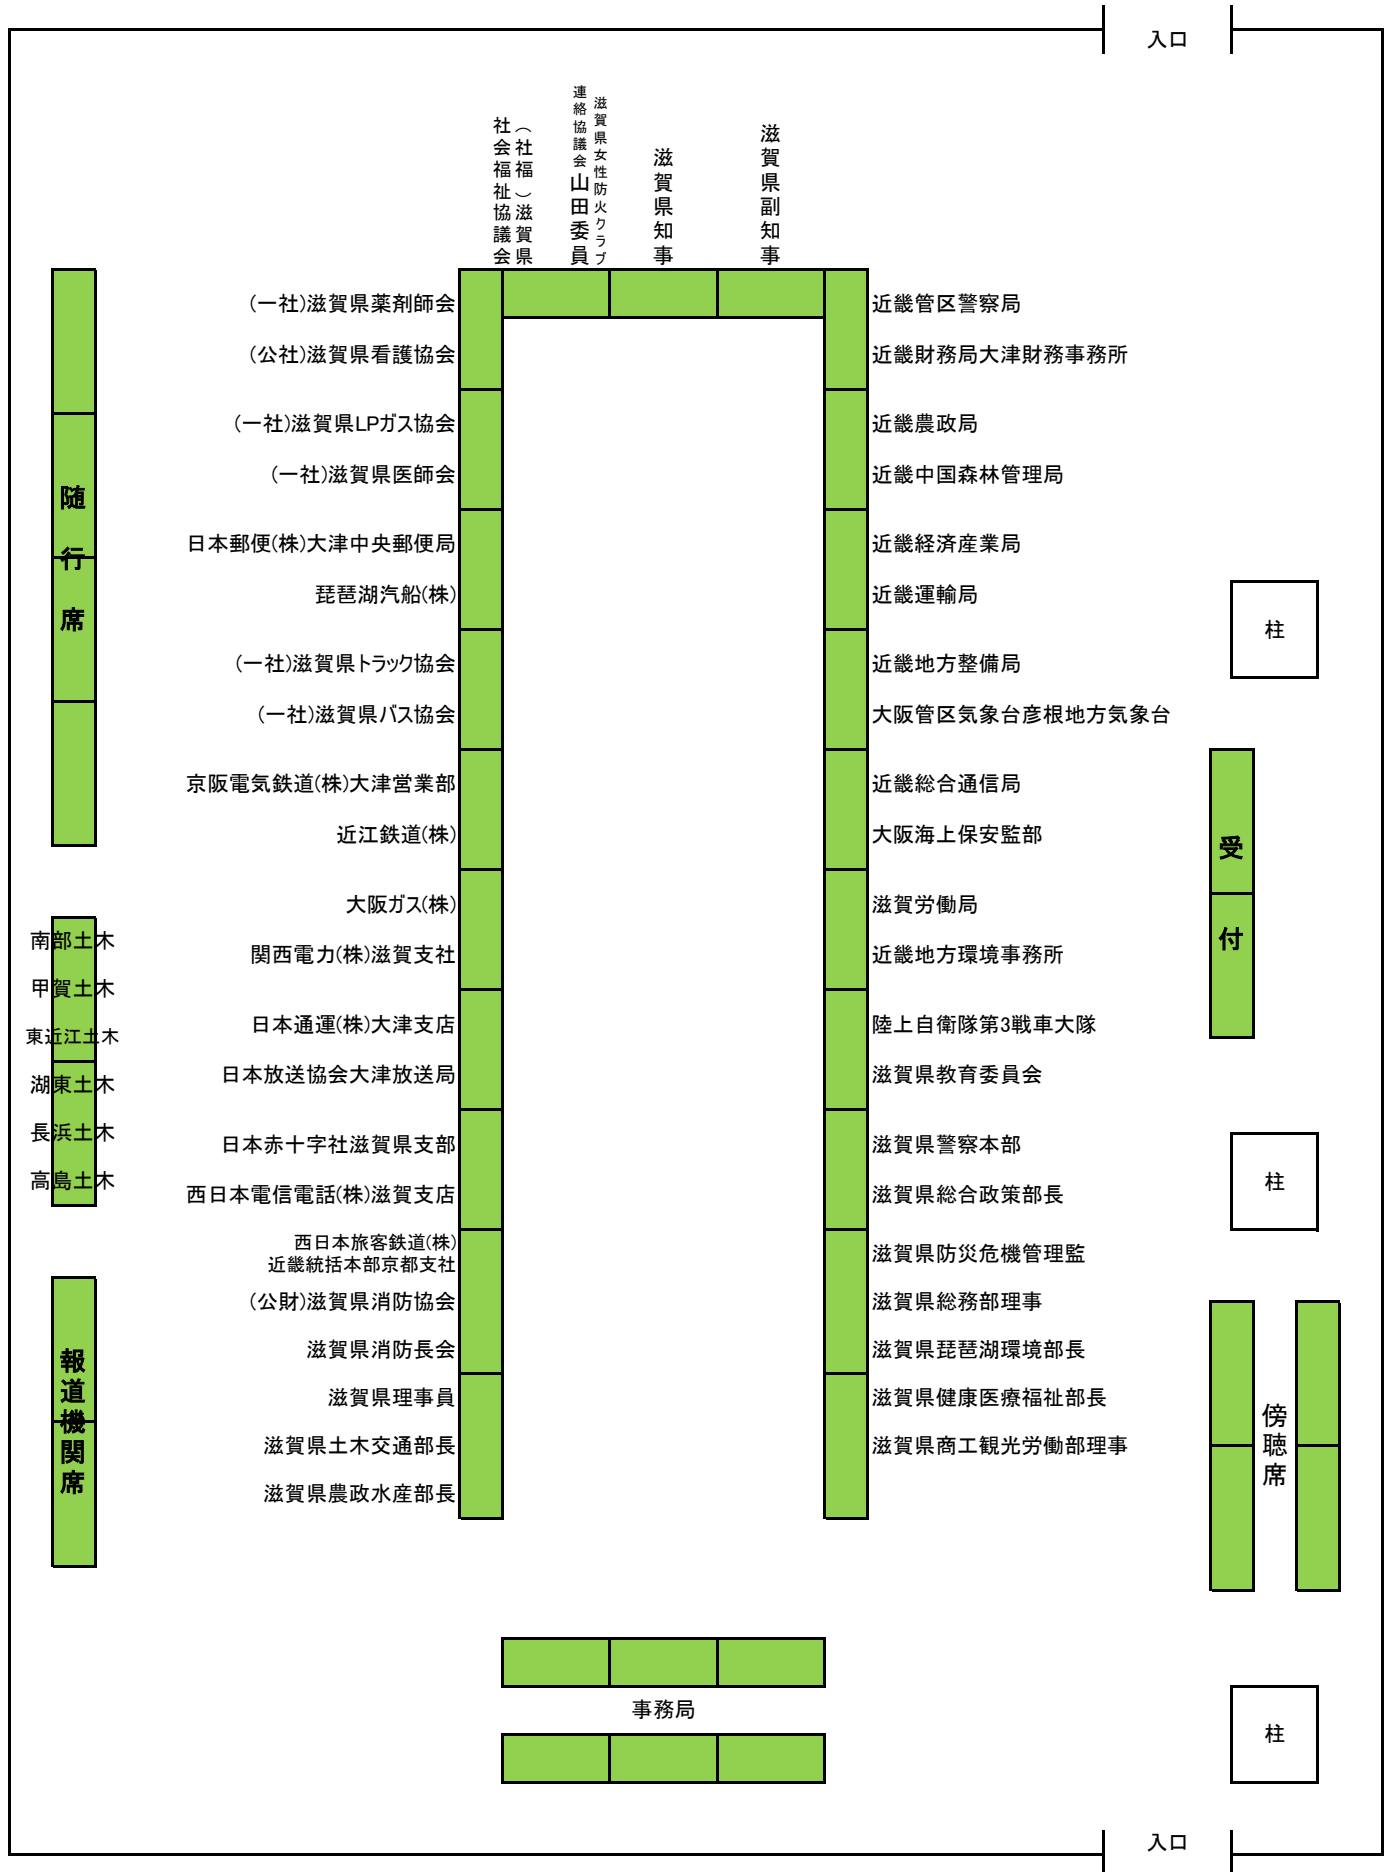 入口
(社福)滋賀県
社会福祉協議会
滋賀県女性防火クラブ
連絡協議会 山田委員
滋賀県知事
滋賀県副知事
(一社)滋賀県薬剤師会
(公社)滋賀県看護協会
(一社)滋賀県LPガス協会
(一社)滋賀県医師会
日本郵便(株)大津中央郵便局
琵琶湖汽船(株)
(一社)滋賀県トラック協会
(一社)滋賀県バス協会
京阪電気鉄道(株)大津営業部
近江鉄道(株)
大阪ガス(株)
関西電力(株)滋賀支社
日本通運(株)大津支店
日本放送協会大津放送局
日本赤十字社滋賀県支部
西日本電信電話(株)滋賀支店
西日本旅客鉄道(株)
近畿統括本部京都支社
(公財)滋賀県消防協会
滋賀県消防長会
滋賀県理事員
滋賀県土木交通部長
滋賀県農政水産部長
近畿管区警察局
近畿財務局大津財務事務所
近畿農政局
近畿中国森林管理局
近畿経済産業局
近畿運輸局
近畿地方整備局
大阪管区気象台彦根地方気象台
近畿総合通信局
大阪海上保安監部
滋賀労働局
近畿地方環境事務所
陸上自衛隊第3戦車大隊
滋賀県教育委員会
滋賀県警察本部
滋賀県総合政策部長
滋賀県防災危機管理監
滋賀県総務部理事
滋賀県琵琶湖環境部長
滋賀県健康医療福祉部長
滋賀県商工観光労働部理事
随行席
南部土木
甲賀土木
東近江土木
湖東土木
長浜土木
高島土木
報道機関席
柱
受付
柱
傍聴席
柱
事務局
入口